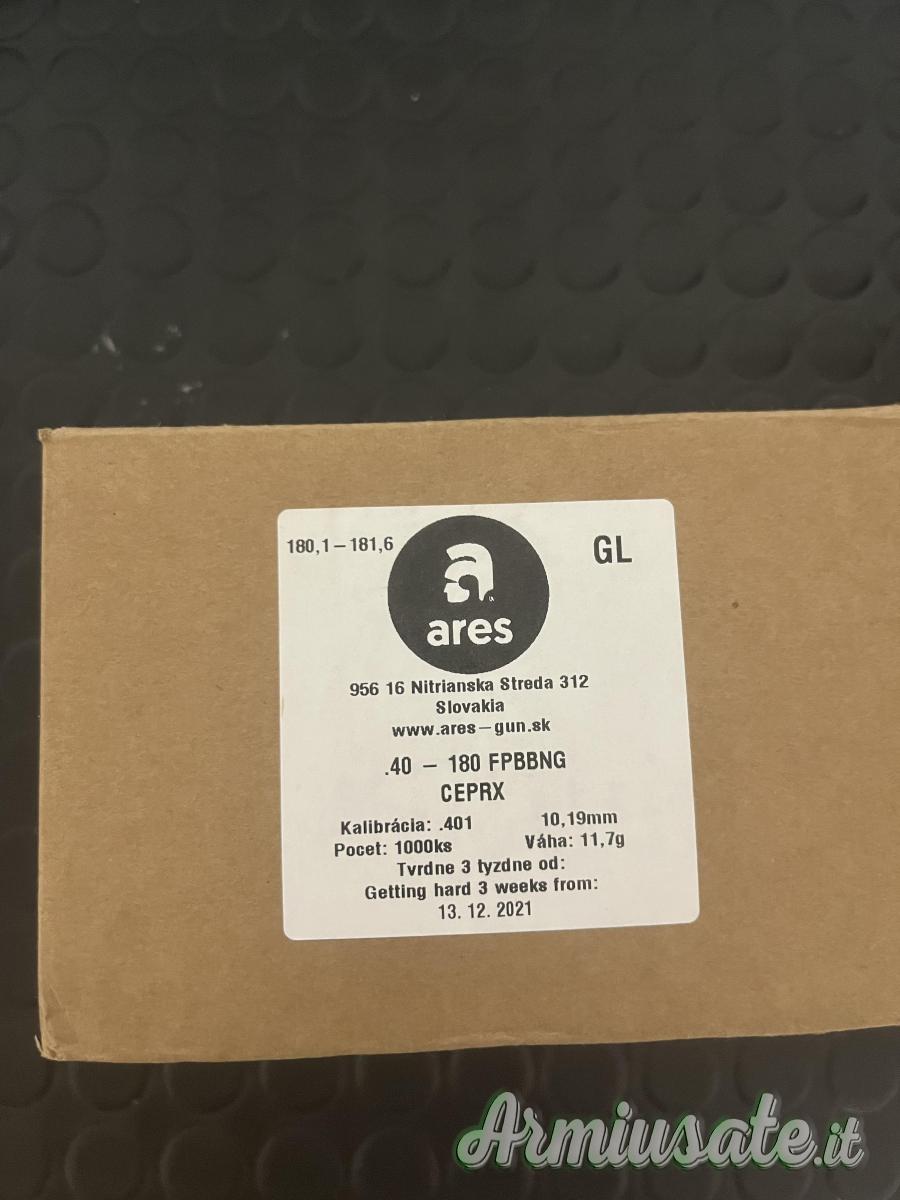 180,1-181,6
GL
ares
956 16 Nitrianska Streda 312
Slovakia
www.ares-gun.sk
.40 - 180 FPBBNG
CEPRX
Kalibrácia: .401 10,19mm
Pocet: 1000ks Váha: 11,7g
Tvrdne 3 tyzdne od:
Getting hard 3 weeks from:
13. 12. 2021
Armiusate.it